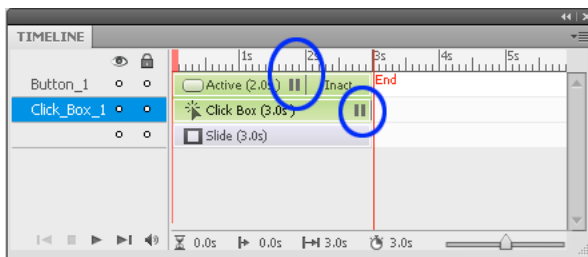 TIMELINE
1s 2s 3s 4s 5s
Button_1 Active (2.0s) Inact... End
Click_Box_1 Click Box (3.0s)
Slide (3.0s)
0.0s 0.0s 3.0s 3.0s